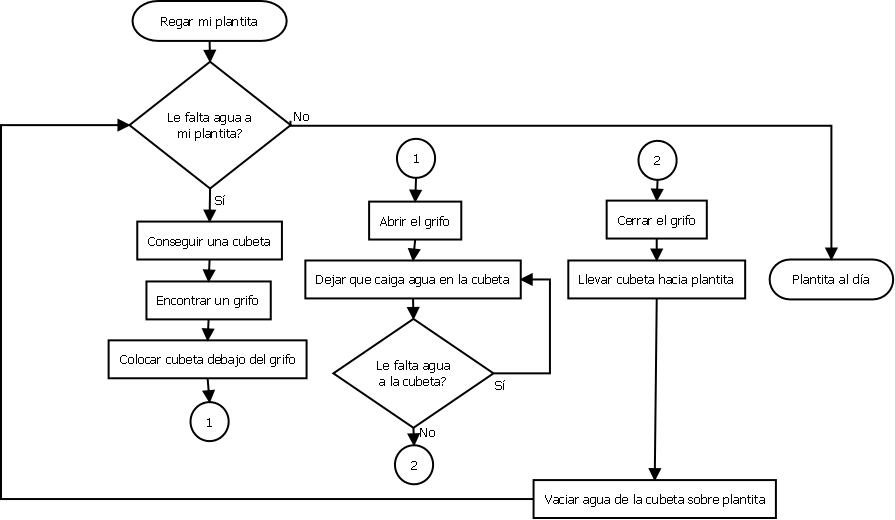 Regar mi plantita
Le falta agua a
mi plantita?
No
Sí
Conseguir una cubeta
Encontrar un grifo
Colocar cubeta debajo del grifo
1
1
Abrir el grifo
Dejar que caiga agua en la cubeta
Le falta agua
a la cubeta?
Sí
No
2
2
Cerrar el grifo
Llevar cubeta hacia plantita
Vaciar agua de la cubeta sobre plantita
Plantita al día